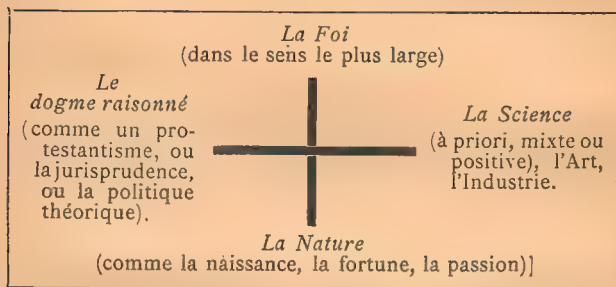 La Foi
(dans le sens le plus large)
Le
dogme raisonné
(comme un pro-
testantisme, ou
la jurisprudence,
ou la politique
théorique).
La Science
(à priori, mixte ou
positive), l'Art,
l'Industrie.
La Nature
(comme la naissance, la fortune, la passion)]